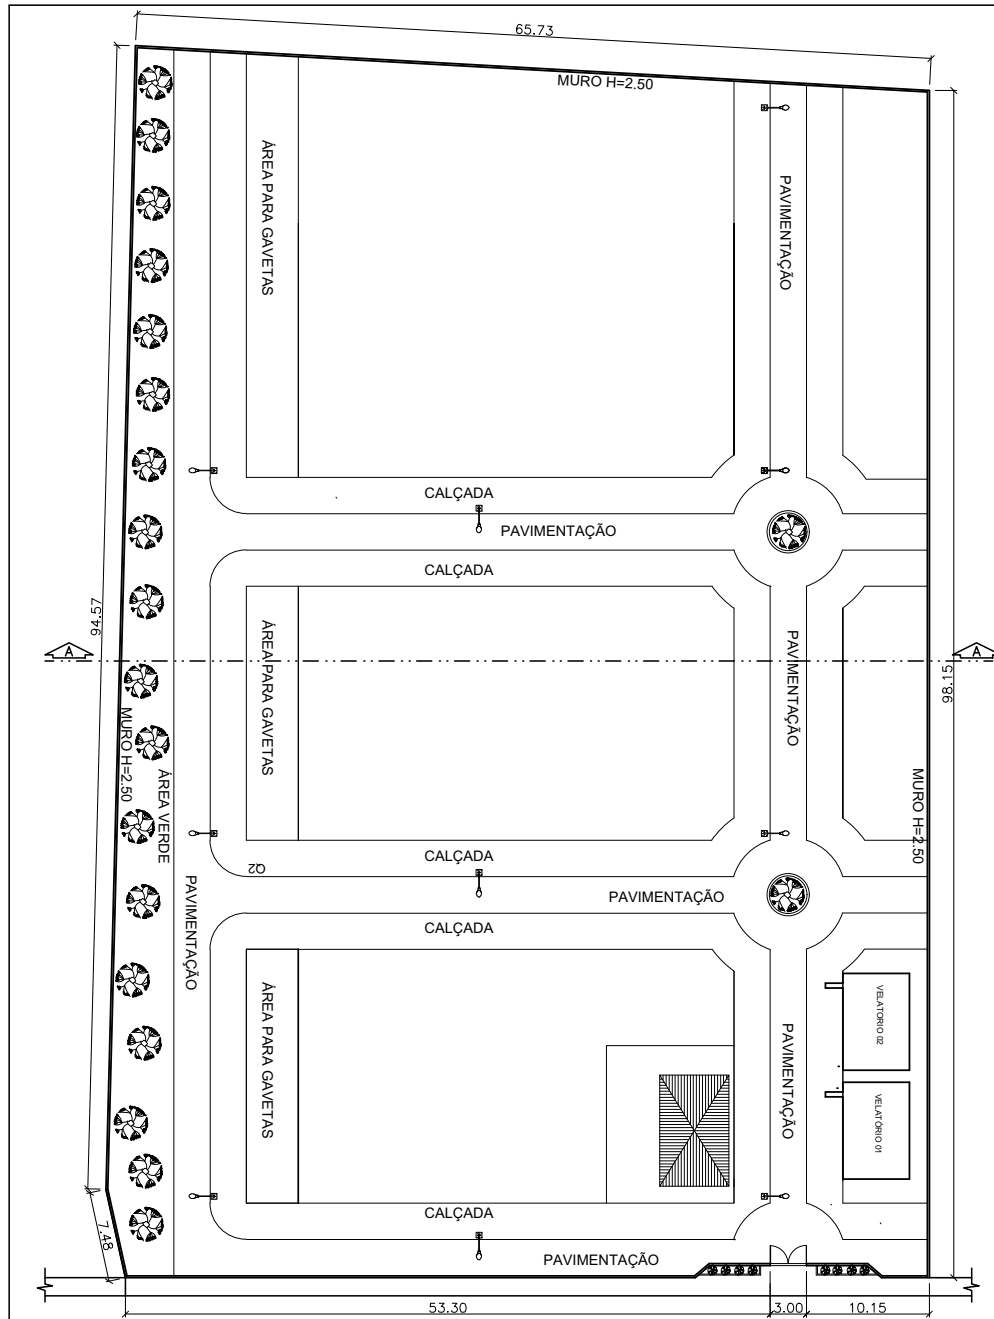 65.73
MURO H=2.50
ÁREA PARA GAVETAS
PAVIMENTAÇÃO
CALÇADA
PAVIMENTAÇÃO
CALÇADA
94.57
A
A
ÁREA PARA GAVETAS
PAVIMENTAÇÃO
98.15
MURO H=2.50
ÁREA VERDE
MURO H=2.50
CALÇADA
Q2
PAVIMENTAÇÃO
PAVIMENTAÇÃO
CALÇADA
ÁREA PARA GAVETAS
VELATORIO 02
PAVIMENTAÇÃO
VELATÓRIO 01
CALÇADA
7.48
PAVIMENTAÇÃO
53.30
3.00
10.15